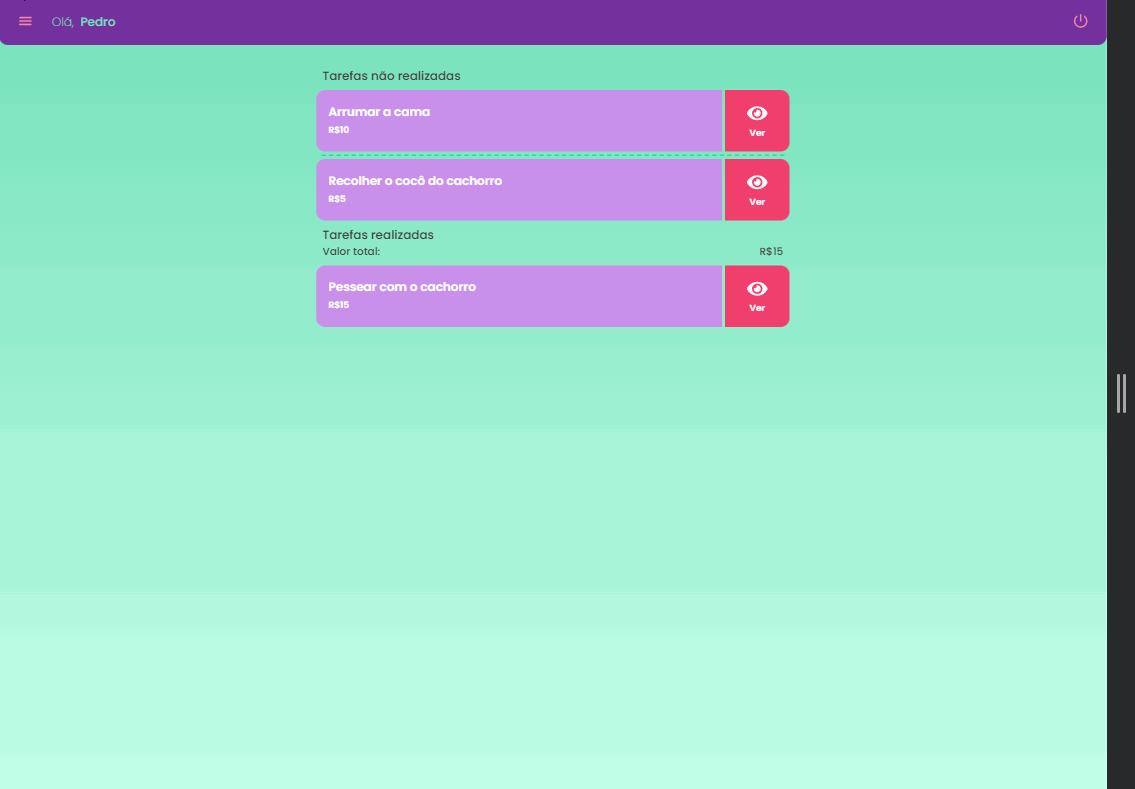 Olá, Pedro
Tarefas não realizadas
Arrumar a cama
R$10
Ver
Recolher o cocô do cachorro
R$5
Ver
Tarefas realizadas
Valor total: R$15
Pessear com o cachorro
R$15
Ver